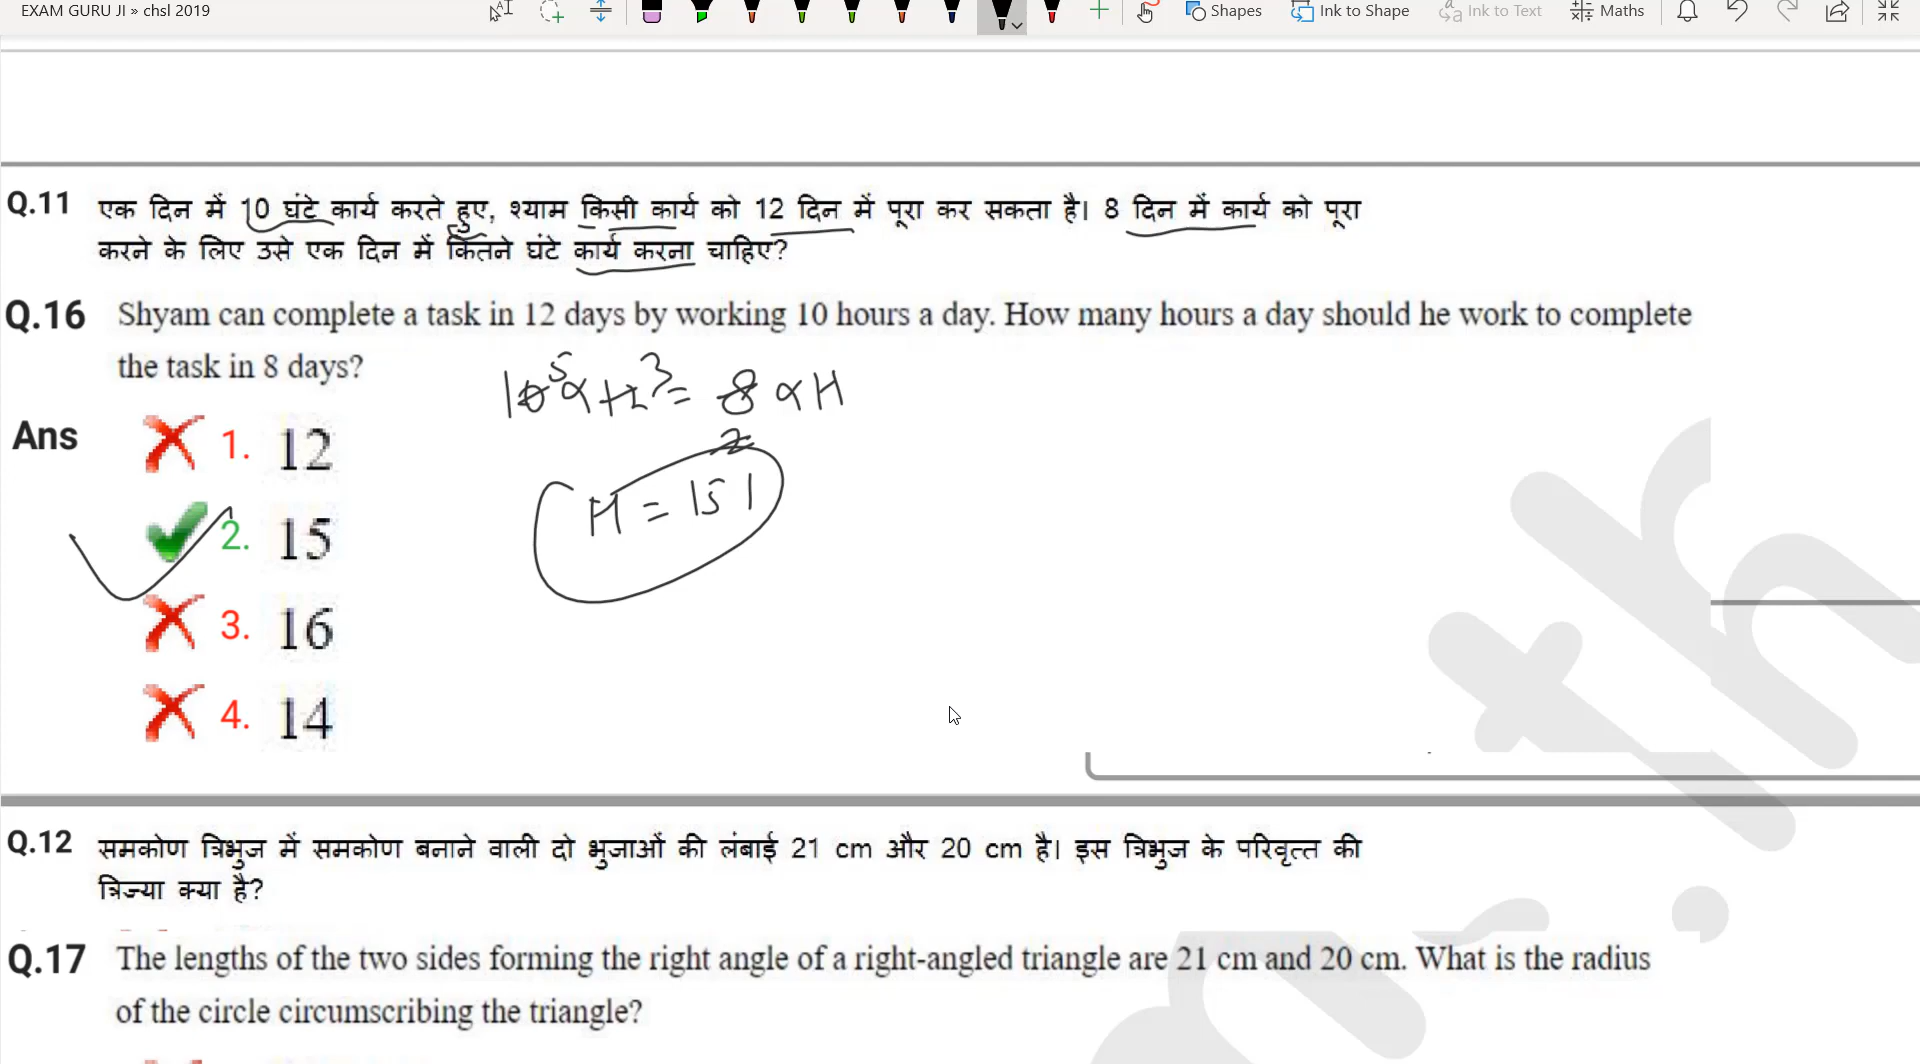 EXAM GURU JI » chsl 2019
Shapes Ink to Shape Ink to Text Maths
Q.11 एक दिन में 10 घंटे कार्य करते हुए, श्याम किसी कार्य को 12 दिन में पूरा कर सकता है। 8 दिन में कार्य को पूरा
करने के लिए उसे एक दिन में कितने घंटे कार्य करना चाहिए?
Q.16 Shyam can complete a task in 12 days by working 10 hours a day. How many hours a day should he work to complete
the task in 8 days?
Ans
1. 12
2. 15
3. 16
4. 14
H = 15
Q.12 समकोण त्रिभुज में समकोण बनाने वाली दो भुजाओं की लंबाई 21 cm और 20 cm है। इस त्रिभुज के परिवृत्त की
त्रिज्या क्या है?
Q.17 The lengths of the two sides forming the right angle of a right-angled triangle are 21 cm and 20 cm. What is the radius
of the circle circumscribing the triangle?